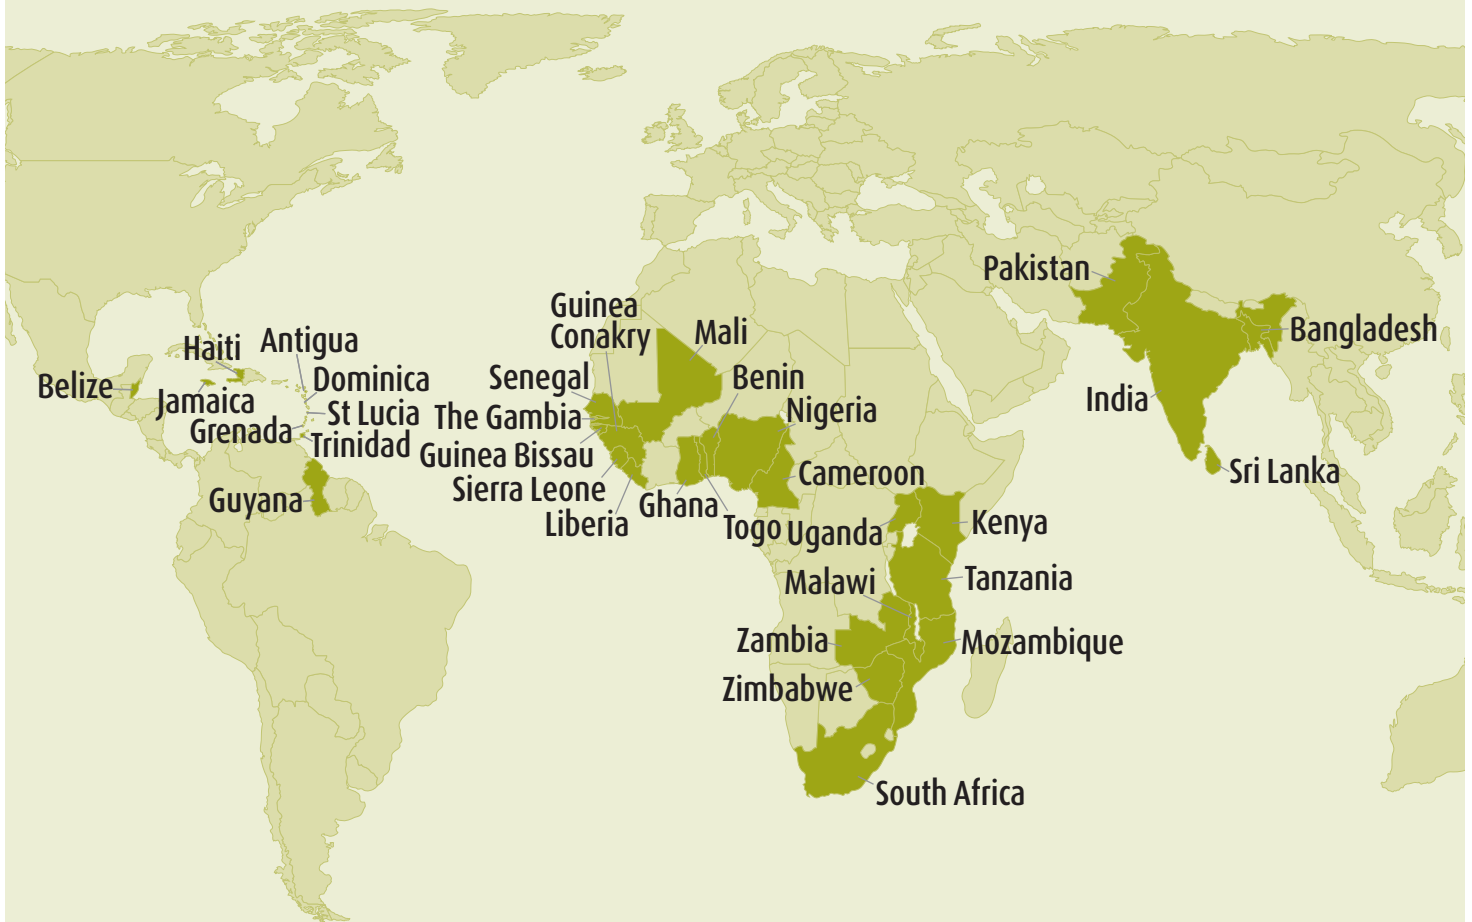 Pakistan
Guinea
Conakry
Mali
Bangladesh
Antigua
Haiti
Belize
Dominica
Senegal
Benin
Jamaica
St Lucia
The Gambia
Nigeria
India
Grenada
Trinidad
Guinea Bissau
Cameroon
Sri Lanka
Guyana
Sierra Leone
Ghana
Liberia
Togo
Uganda
Kenya
Malawi
Tanzania
Zambia
Mozambique
Zimbabwe
South Africa